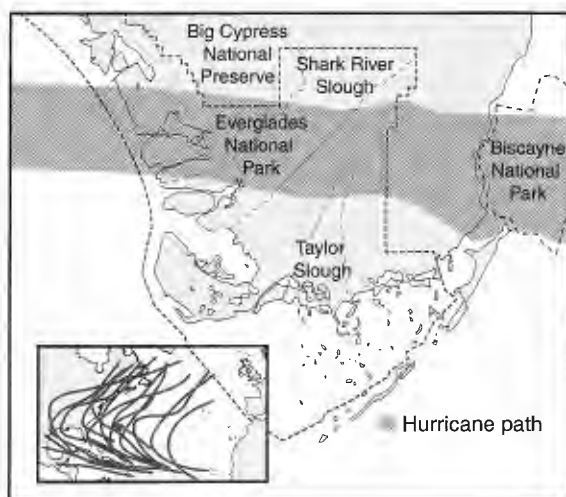 Big Cypress
National
Preserve
Shark River
Slough
Everglades
National
Park
Biscayne
National
Park
Taylor
Slough
Hurricane path